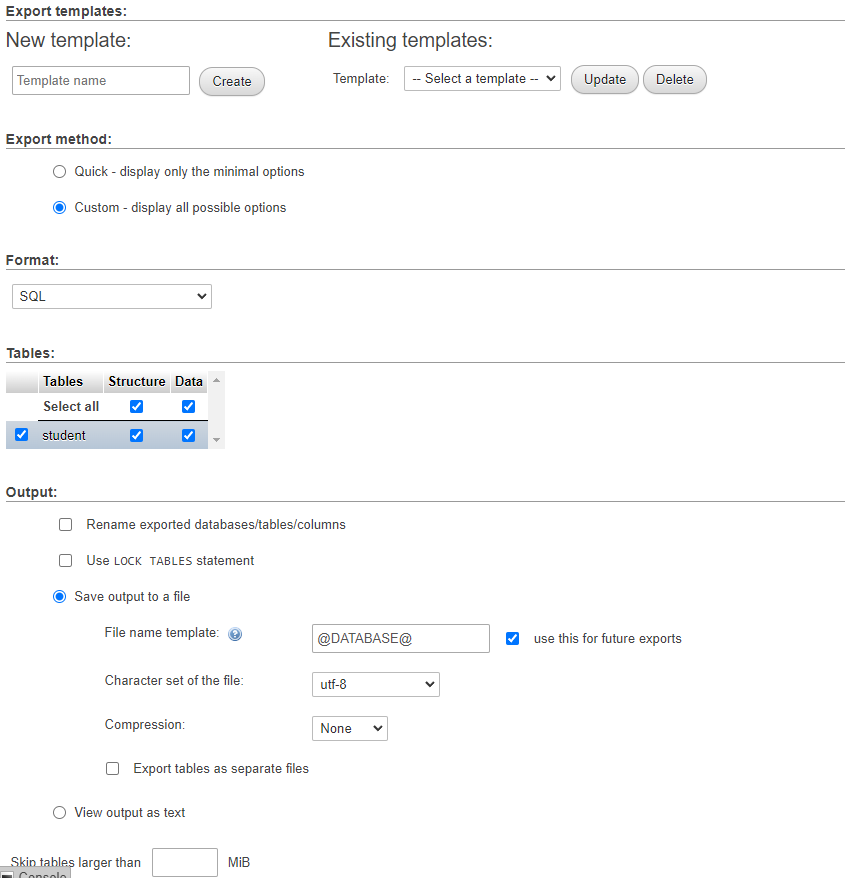 Export templates:
New template:
Existing templates:
Template name
Create
Template:
-- Select a template --
Update
Delete
Export method:
Quick - display only the minimal options
Custom - display all possible options
Format:
SQL
Tables:
Tables Structure Data
Select all
student
Output:
Rename exported databases/tables/columns
Use LOCK TABLES statement
Save output to a file
File name template:
@DATABASE@
use this for future exports
Character set of the file:
utf-8
Compression:
None
Export tables as separate files
View output as text
Skip tables larger than
MiB
Console